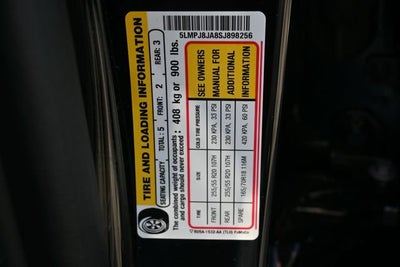 5LMPJ8JA8SJ898256
TIRE AND LOADING INFORMATION
SEATING CAPACITY TOTAL: 5 FRONT: 2 REAR: 3
The combined weight of occupants
and cargo should never exceed: 408 kg or 900 lbs.
TIRE SIZE COLD TIRE PRESSURE
FRONT 255/55 R20 107H 230 KPA, 33 PSI
REAR 255/55 R20 107H 230 KPA, 33 PSI
SPARE T165/70R18 116M 420 KPA, 60 PSI
SEE OWNERS
MANUAL FOR
ADDITIONAL
INFORMATION